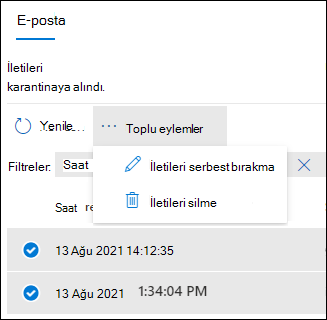 E-posta
İletileri
karantinaya alındı.
Yenile... ··· Toplu eylemler
Filtreler: Saat
İletileri serbest bırakma
İletileri silme
Saat re
13 Ağu 2021 14:12:35
13 Ağu 2021 1:34:04 PM